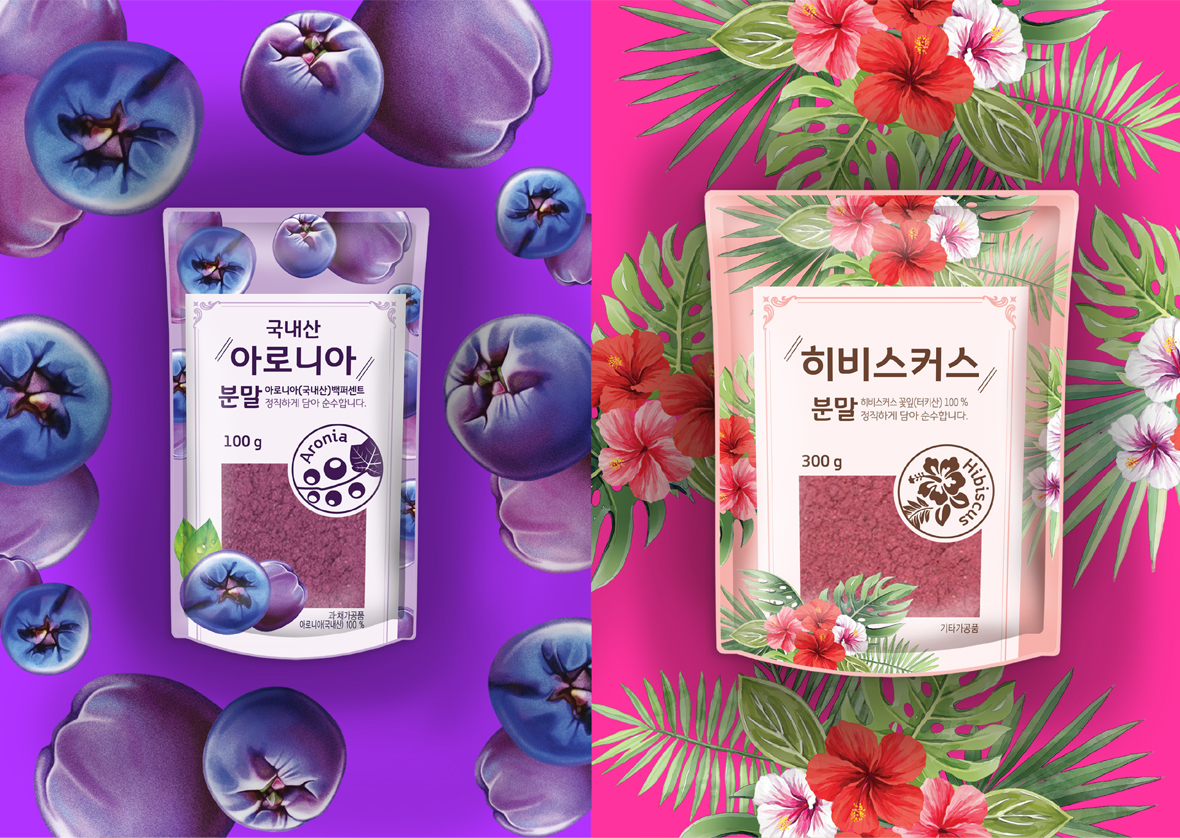 국내산
아로니아
분말 아로니아(국내산)백퍼센트
정직하게 담아 순수합니다.
100 g
Aronia
과·채가공품
아로니아(국내산) 100 %
히비스커스
분말 히비스커스 꽃잎(터키산) 100 %
정직하게 담아 순수합니다.
300 g
Hibiscus
기타가공품